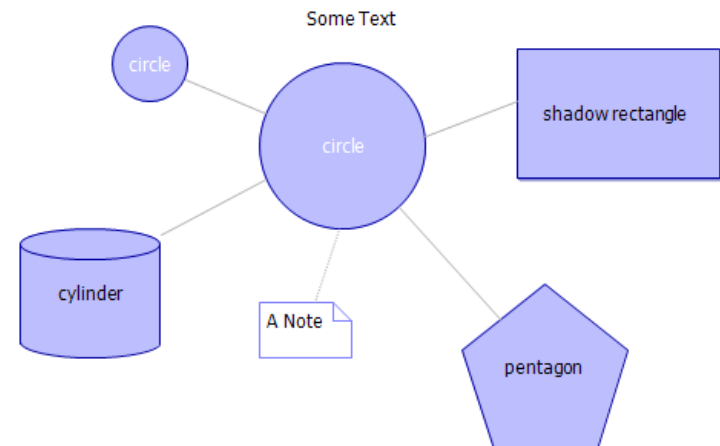 Some Text
circle
circle
shadow rectangle
cylinder
A Note
pentagon